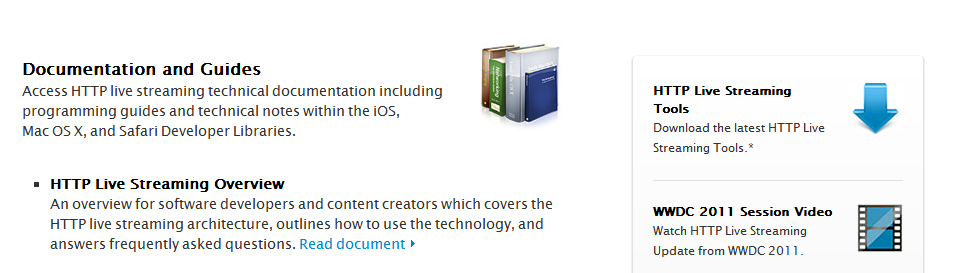 Documentation and Guides
Access HTTP live streaming technical documentation including
programming guides and technical notes within the iOS,
Mac OS X, and Safari Developer Libraries.
HTTP Live Streaming Overview
An overview for software developers and content creators which covers the
HTTP live streaming architecture, outlines how to use the technology, and
answers frequently asked questions. Read document
HTTP Live Streaming
Tools
Download the latest HTTP Live
Streaming Tools.*
WWDC 2011 Session Video
Watch HTTP Live Streaming
Update from WWDC 2011.